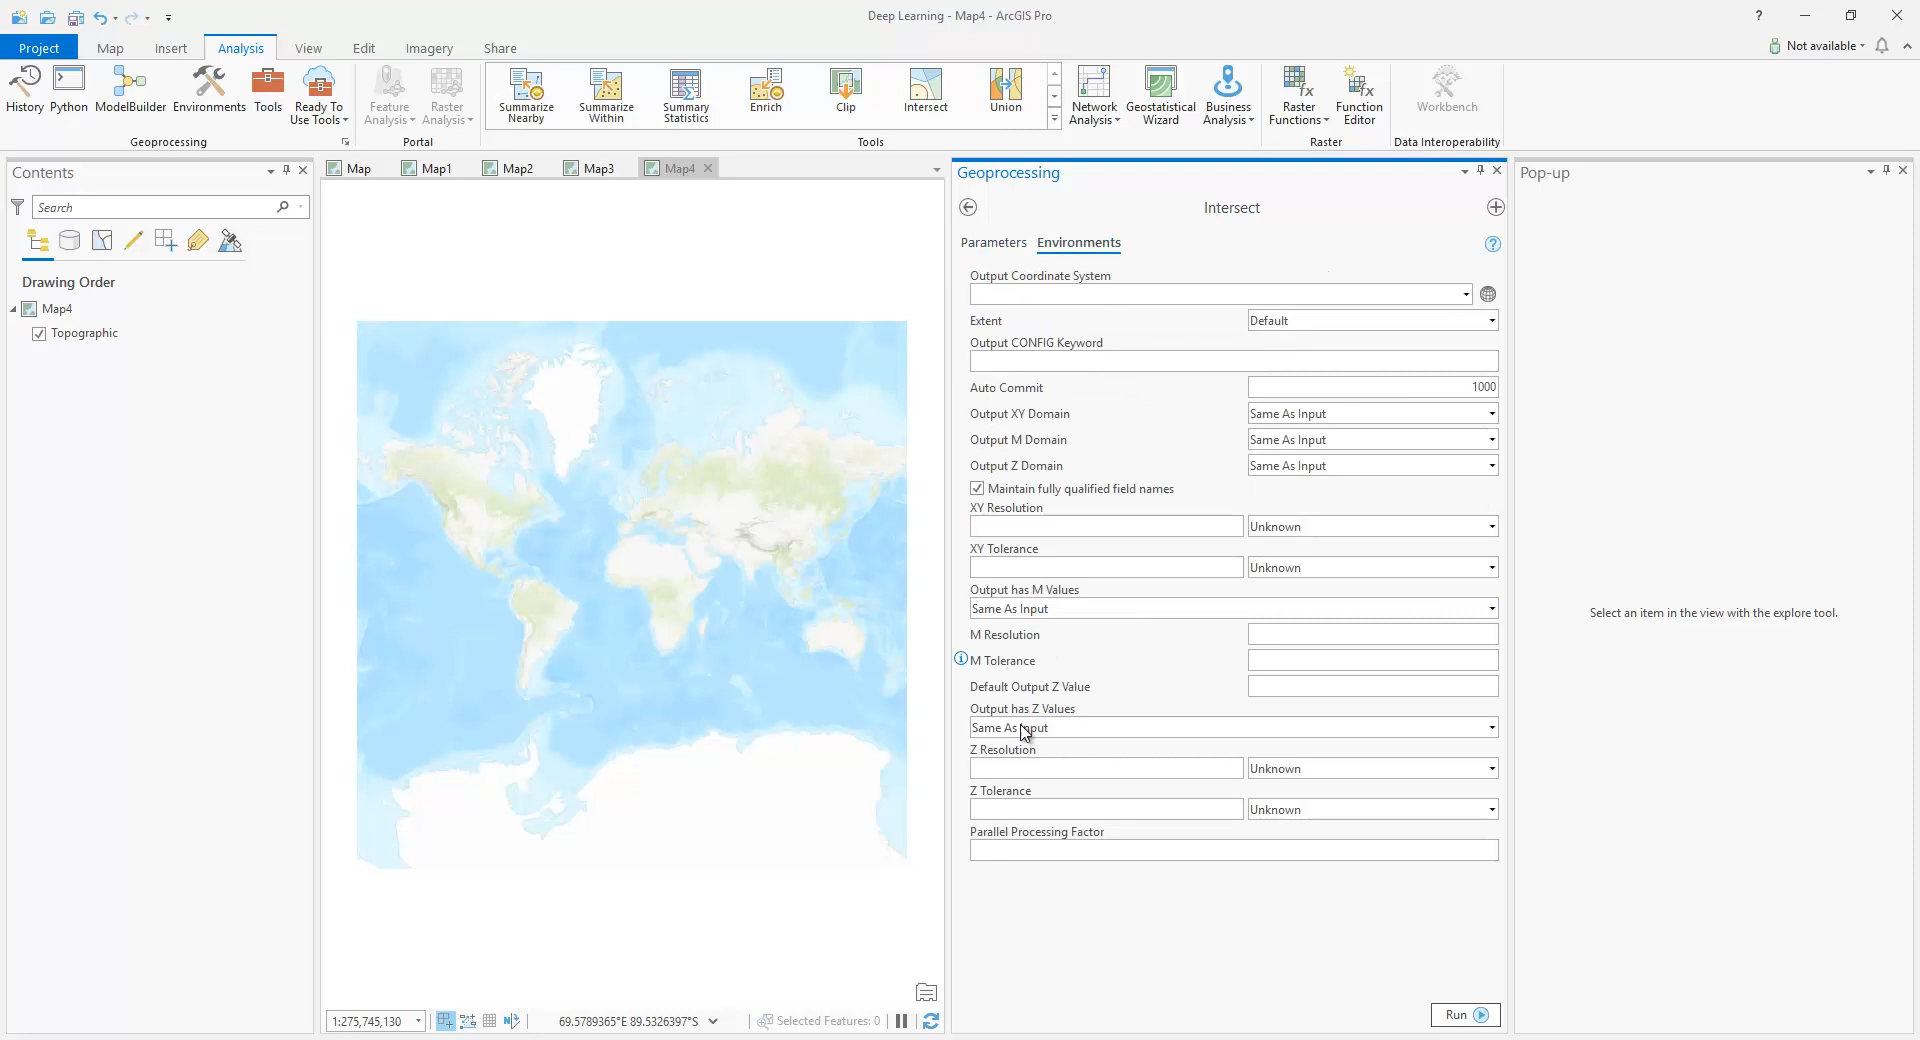 Deep Learning - Map4 - ArcGIS Pro
?
Project
Map
Insert
Analysis
View
Edit
Imagery
Share
Not available
History
Python
ModelBuilder
Environments
Tools
Ready To
Use Tools
Feature
Analysis
Raster
Analysis
Summarize
Nearby
Summarize
Within
Summary
Statistics
Enrich
Clip
Intersect
Union
Network
Analysis
Geostatistical
Wizard
Business
Analysis
Raster
Functions
Function
Editor
Workbench
Geoprocessing
Portal
Tools
Raster
Data Interoperability
Contents
Search
Drawing Order
Map4
Topographic
Map
Map1
Map2
Map3
Map4
1:275,745,130
69.5789365°E 89.5326397°S
Selected Features: 0
Geoprocessing
Intersect
Parameters
Environments
?
Output Coordinate System
Extent
Default
Output CONFIG Keyword
Auto Commit
1000
Output XY Domain
Same As Input
Output M Domain
Same As Input
Output Z Domain
Same As Input
Maintain fully qualified field names
XY Resolution
Unknown
XY Tolerance
Unknown
Output has M Values
Same As Input
M Resolution
M Tolerance
Default Output Z Value
Output has Z Values
Same As Input
Z Resolution
Unknown
Z Tolerance
Unknown
Parallel Processing Factor
Run
Pop-up
Select an item in the view with the explore tool.